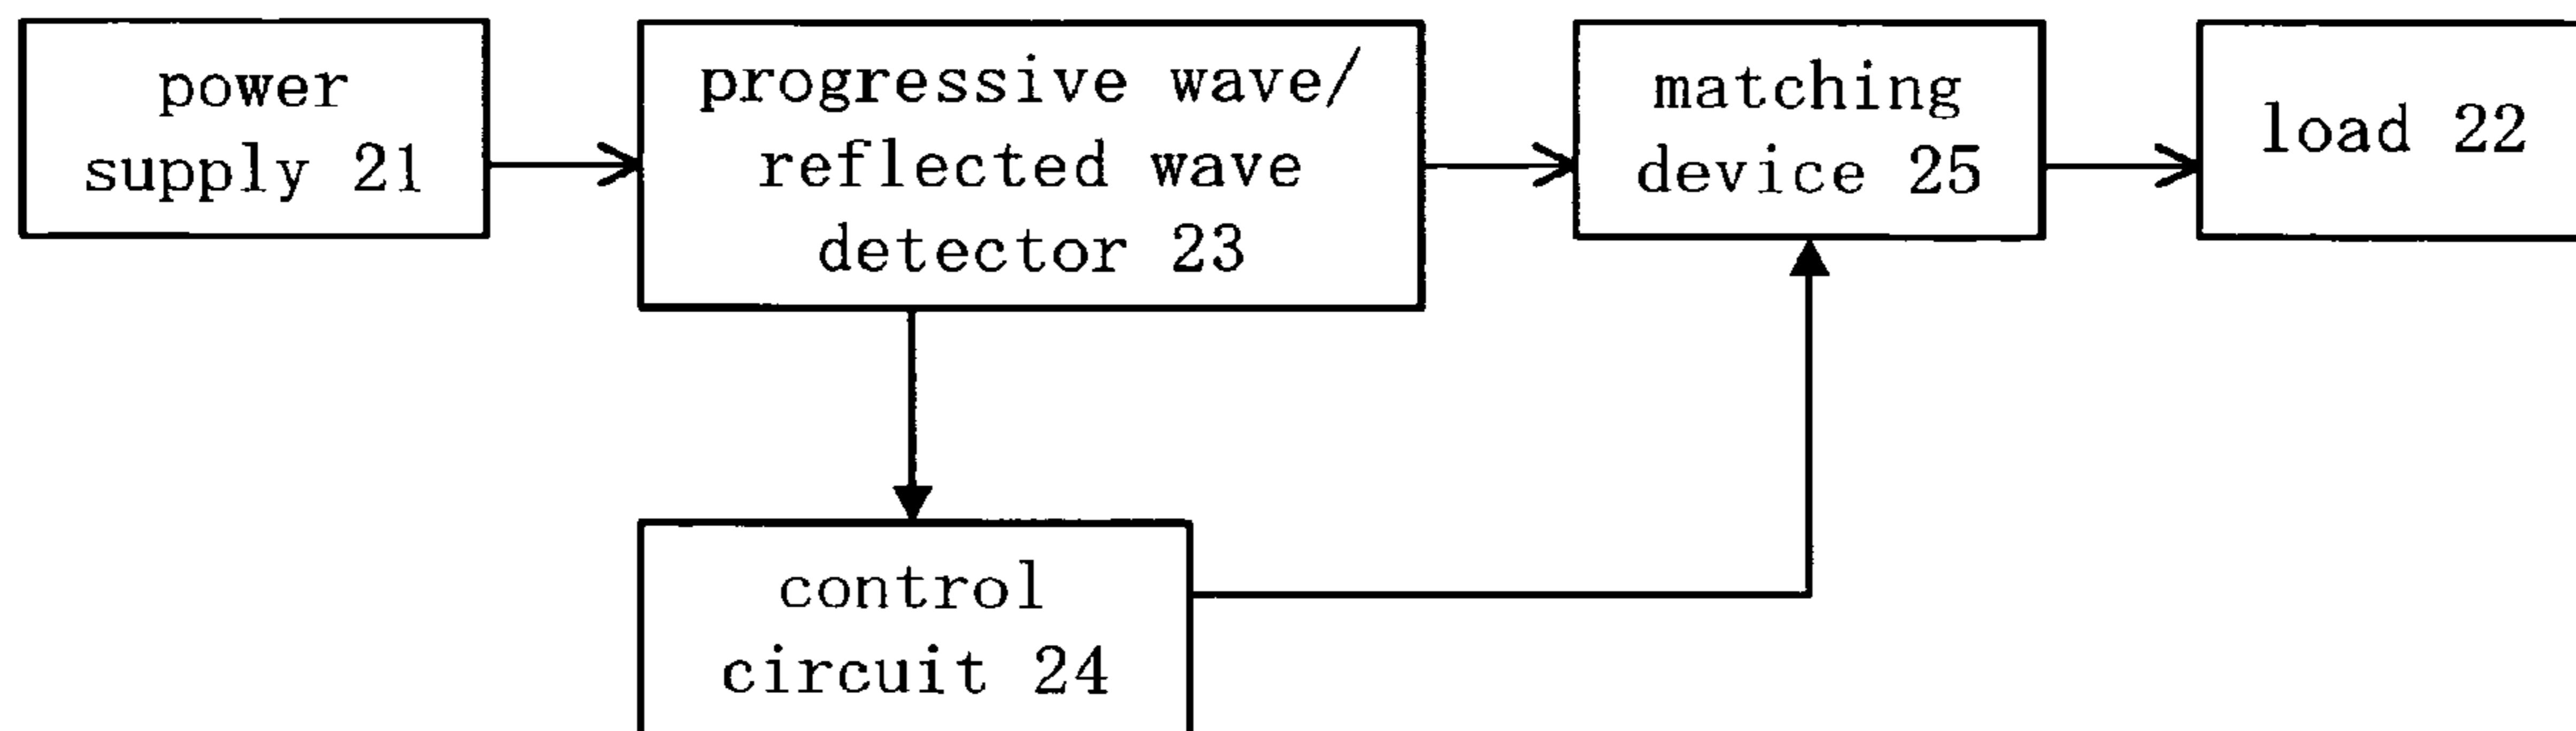 power
supply 21
progressive wave/
reflected wave
detector 23
matching
device 25
load 22
control
circuit 24